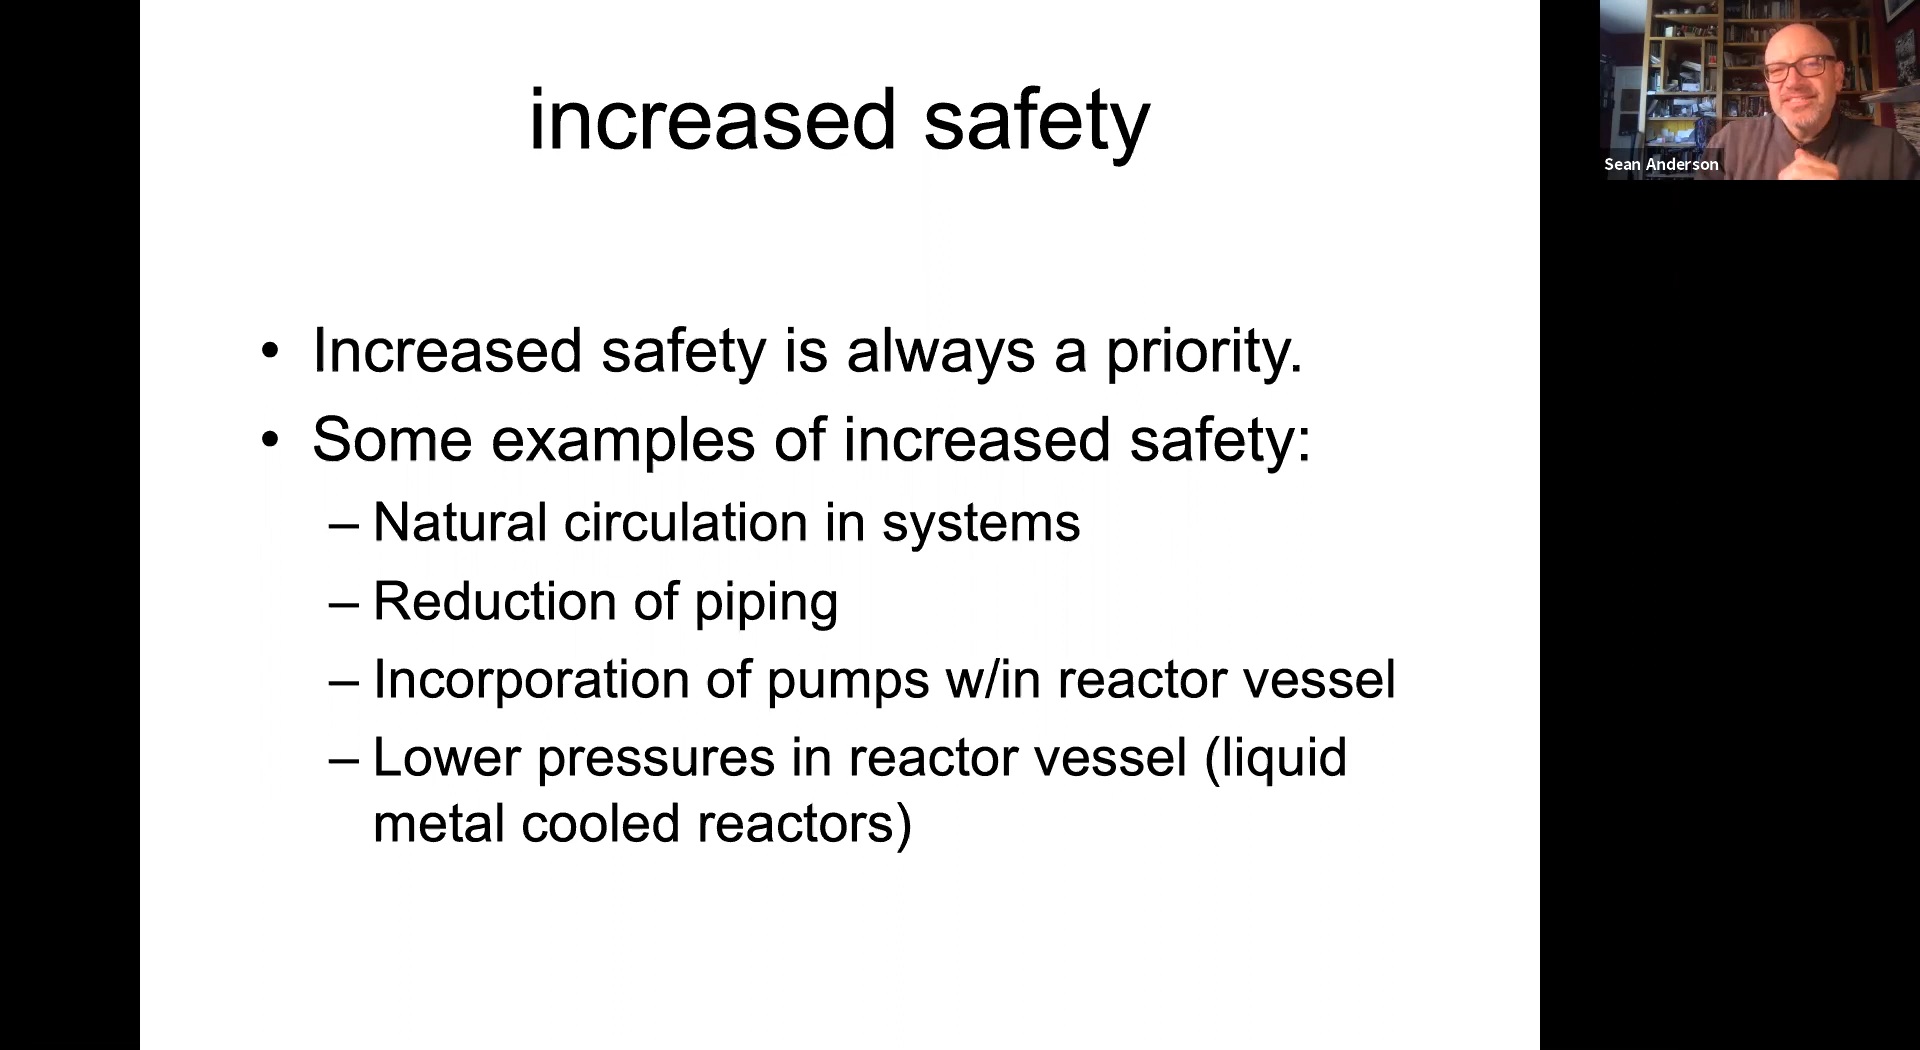 increased safety
• Increased safety is always a priority.
• Some examples of increased safety:
– Natural circulation in systems
– Reduction of piping
– Incorporation of pumps w/in reactor vessel
– Lower pressures in reactor vessel (liquid
metal cooled reactors)
Sean Anderson